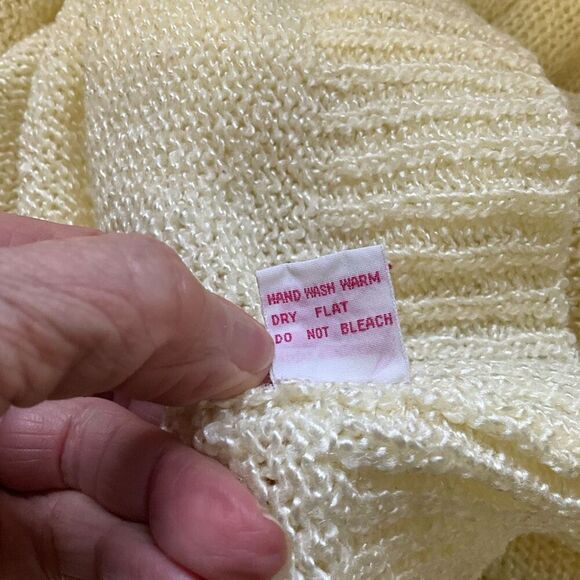 HAND WASH WARM
DRY FLAT
DO NOT BLEACH